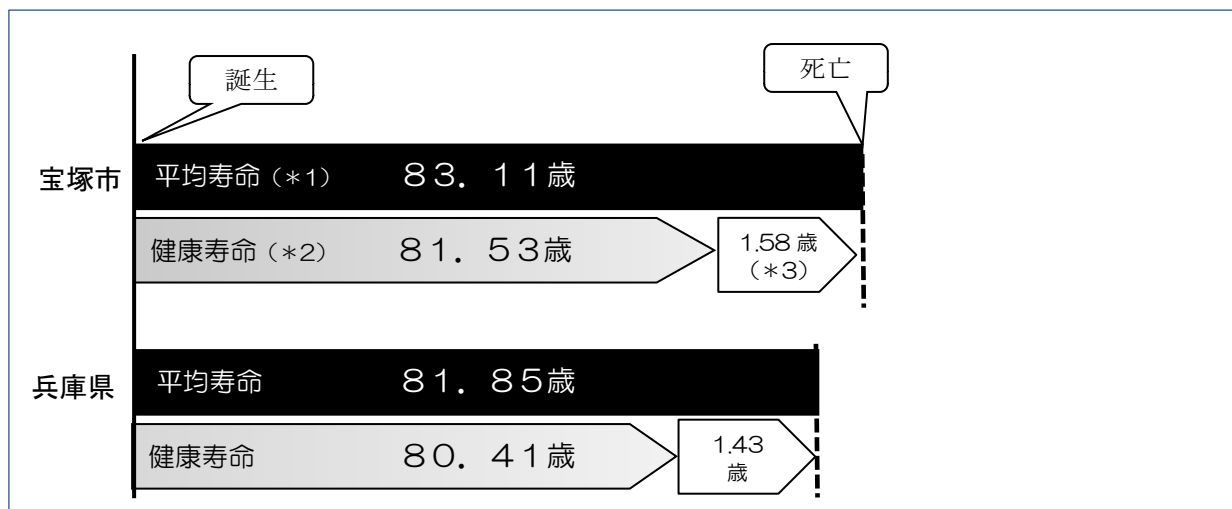 誕生
死亡
宝塚市
平均寿命(*1) 83.11歳
健康寿命(*2) 81.53歳
1.58歳
(*3)
兵庫県
平均寿命 81.85歳
健康寿命 80.41歳
1.43
歳